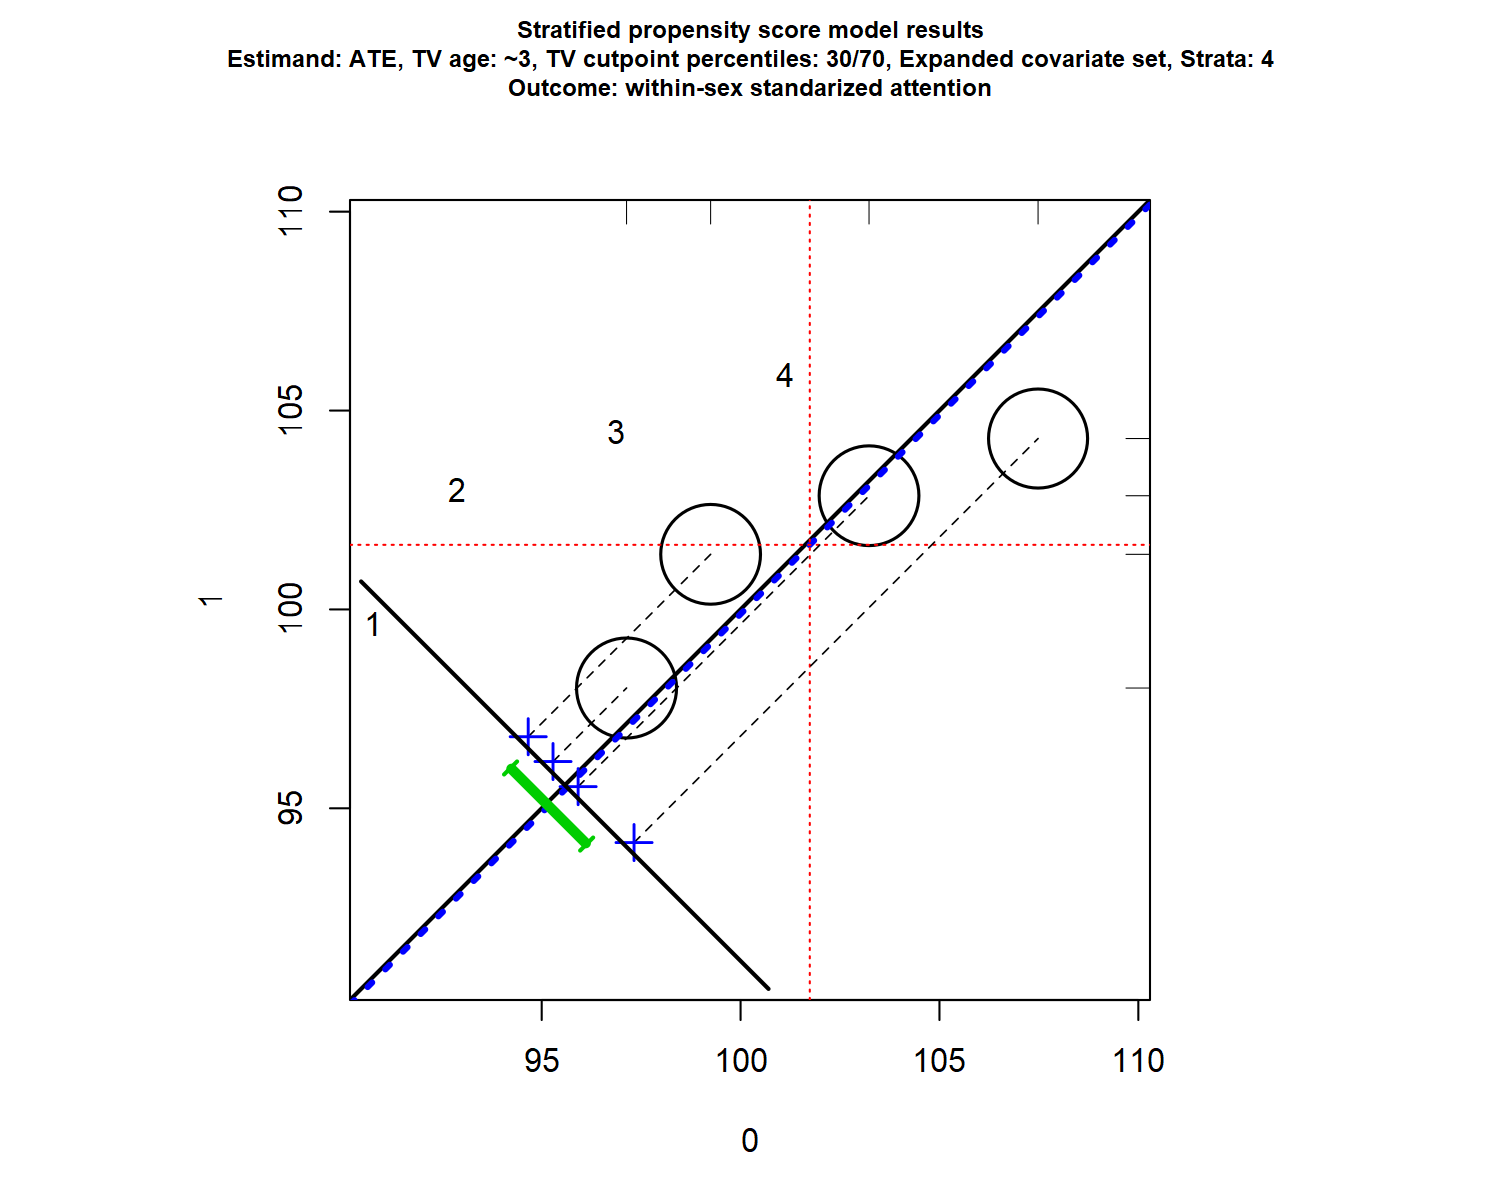 Stratified propensity score model results
Estimand: ATE, TV age: ~3, TV cutpoint percentiles: 30/70, Expanded covariate set, Strata: 4
Outcome: within-sex standarized attention
110
105
100
95
1
4
3
2
1
95 100 105 110
0